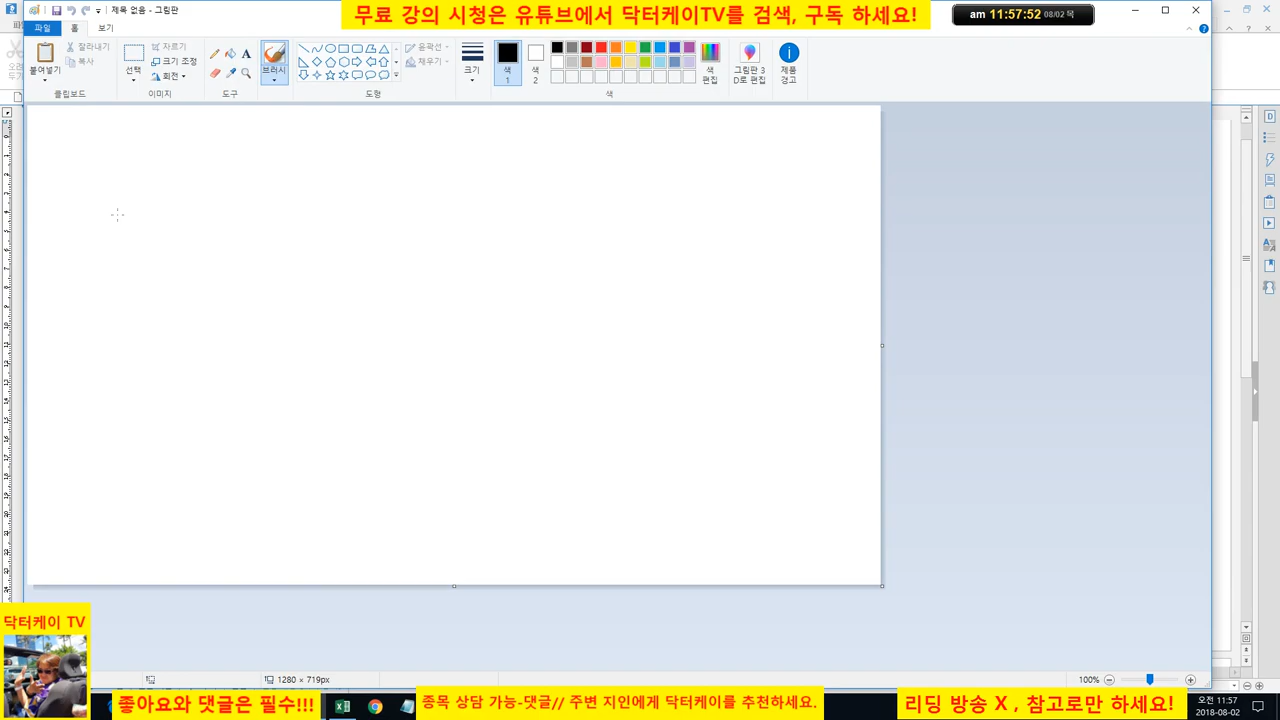 제목 없음 - 그림판
무료 강의 시청은 유튜브에서 닥터케이TV를 검색, 구독 하세요!
am 11:57:52 08/02 목
파일 홈 보기
붙여넣기
잘라내기
복사
클립보드
선택
자르기
크기 조정
회전
이미지
A
도구
브러시
윤곽선
채우기
도형
크기
색 1
색 2
색 편집
색
그림판 3D로 편집
제품 경고
1280 × 719px
100%
닥터케이 TV
좋아요와 댓글은 필수!!!
종목 상담 가능 댓글// 주변 지인에게 닥터케이를 추천하세요.
리딩 방송 X , 참고로만 하세요!
오전 11:57
2018-08-02